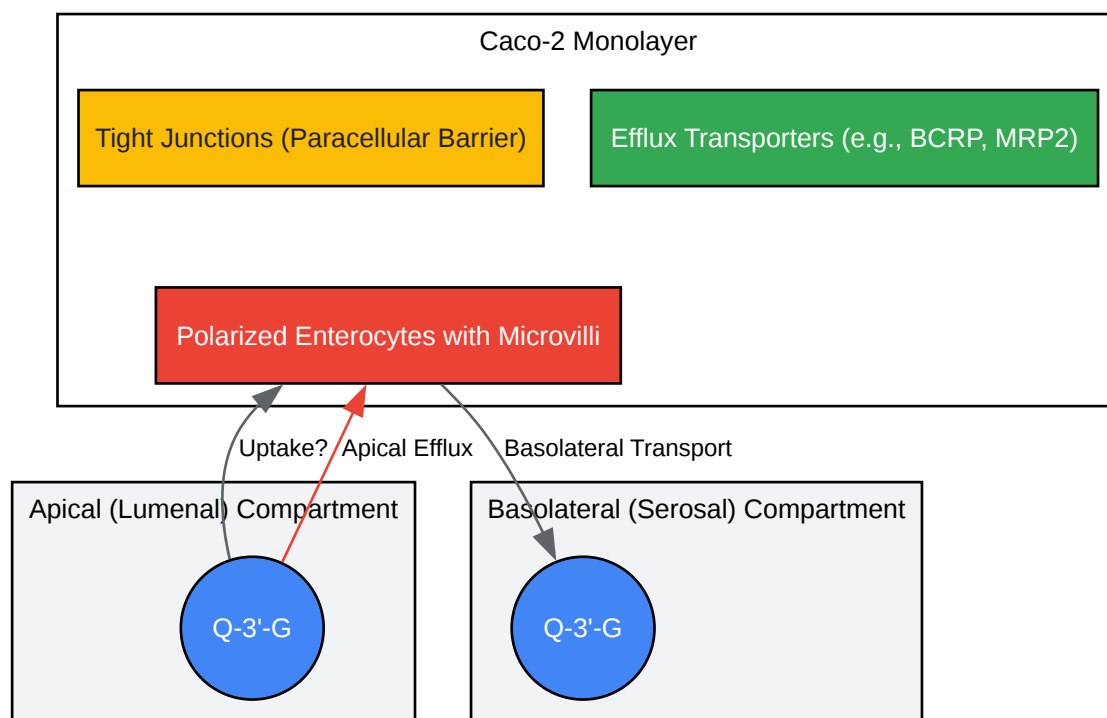 Caco-2 Monolayer
Tight Junctions (Paracellular Barrier)
Efflux Transporters (e.g., BCRP, MRP2)
Polarized Enterocytes with Microvilli
Uptake?
Apical Efflux
Basolateral Transport
Apical (Lumenal) Compartment
Basolateral (Serosal) Compartment
Q-3'-G
Q-3'-G